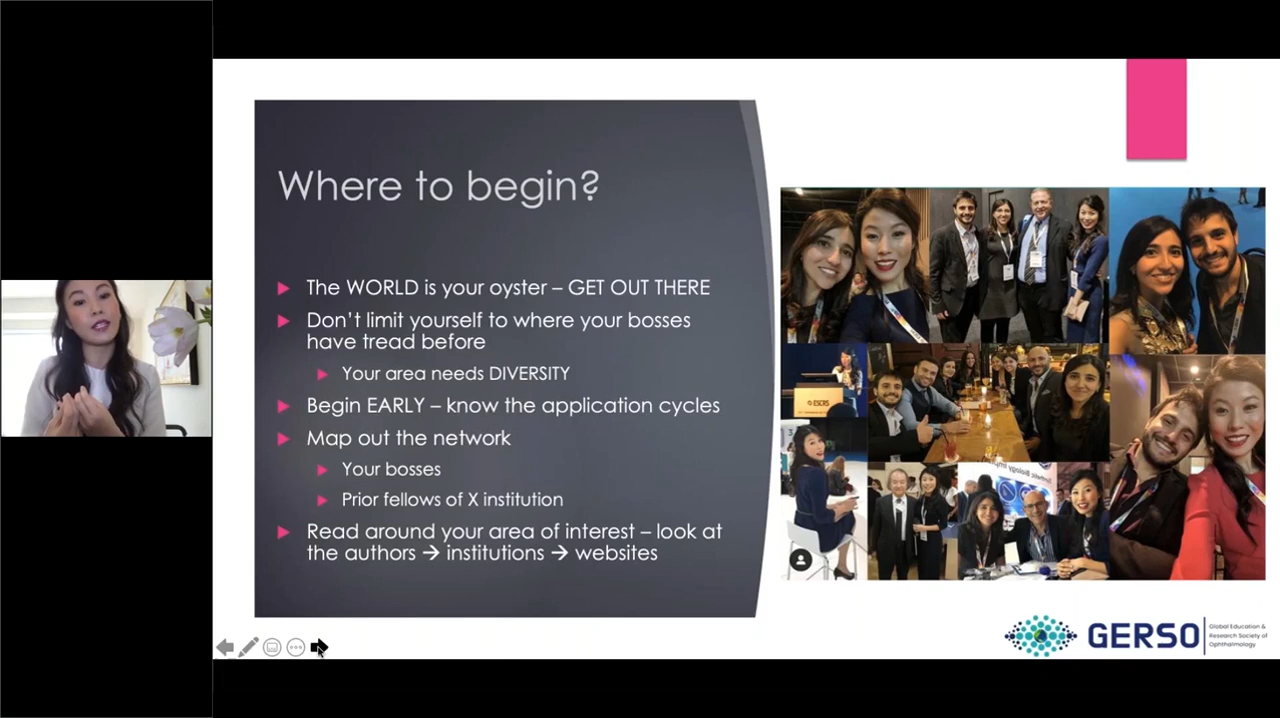 Where to begin?
The WORLD is your oyster – GET OUT THERE
Don't limit yourself to where your bosses
have tread before
Your area needs DIVERSITY
Begin EARLY – know the application cycles
Map out the network
Your bosses
Prior fellows of X institution
Read around your area of interest – look at
the authors → institutions → websites
ESCRS
GERSO
Global Education &
Research Society of
Ophthalmology